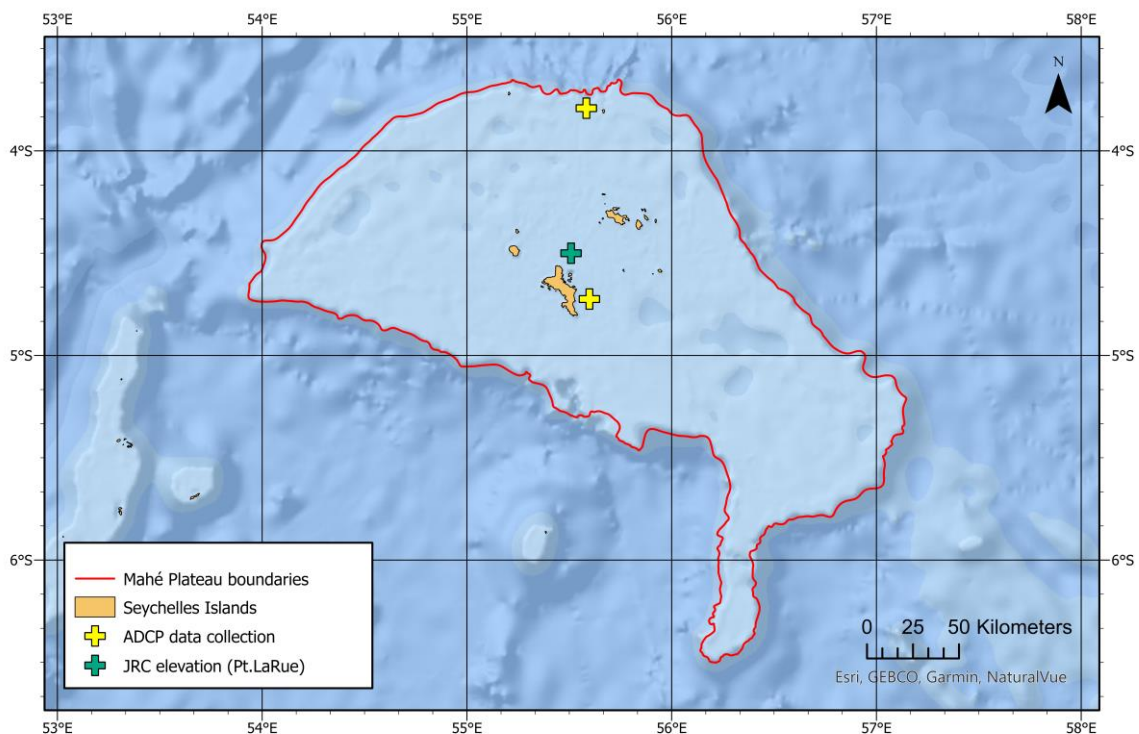 53°E 54°E 55°E 56°E 57°E 58°E
N
4°S 4°S
5°S 5°S
6°S 6°S
Mahé Plateau boundaries
Seychelles Islands
ADCP data collection
JRC elevation (Pt.LaRue)
0 25 50 Kilometers
Esri, GEBCO, Garmin, NaturalVue
53°E 54°E 55°E 56°E 57°E 58°E